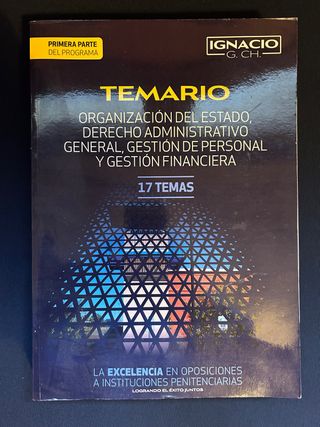 PRIMERA PARTE
DEL PROGRAMA
IGNACIO
G. CH.
TEMARIO
ORGANIZACIÓN DEL ESTADO,
DERECHO ADMINISTRATIVO
GENERAL, GESTIÓN DE PERSONAL
Y GESTIÓN FINANCIERA
17 TEMAS
LA EXCELENCIA EN OPOSICIONES
A INSTITUCIONES PENITENCIARIAS
LOGRANDO EL ÉXITO JUNTOS